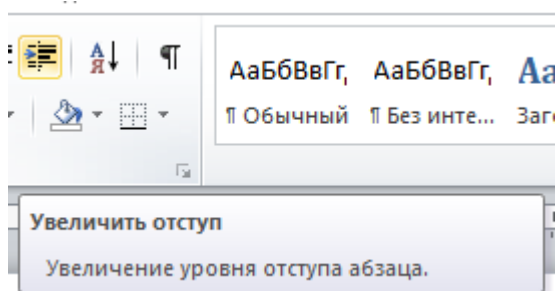 АаБбВвГг, АаБбВвГг, Аа
¶ Обычный ¶ Без инте... Заго
Увеличить отступ
Увеличение уровня отступа абзаца.